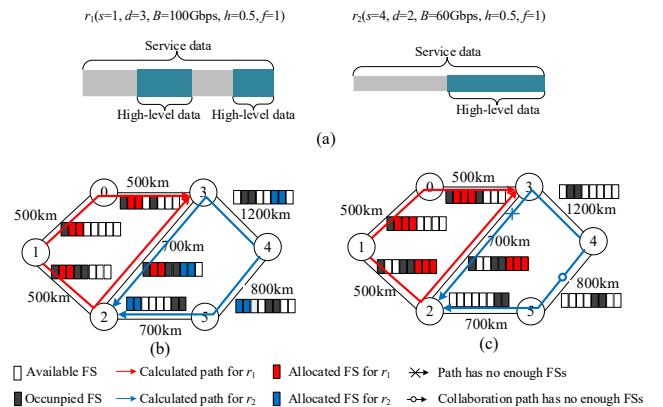 r₁(s=1, d=3, B=100Gbps, h=0.5, f=1)
r₂(s=4, d=2, B=60Gbps, h=0.5, f=1)
Service data
Service data
High-level data High-level data
High-level data
(a)
0
500km
3
500km
1200km
1
700km
4
500km
800km
2
700km
5
(b)
0
500km
3
500km
1200km
1
700km
4
500km
800km
2
700km
5
(c)
Available FS
Calculated path for r₁
Allocated FS for r₁
Path has no enough FSs
Occunpied FS
Calculated path for r₂
Allocated FS for r₂
Collaboration path has no enough FSs